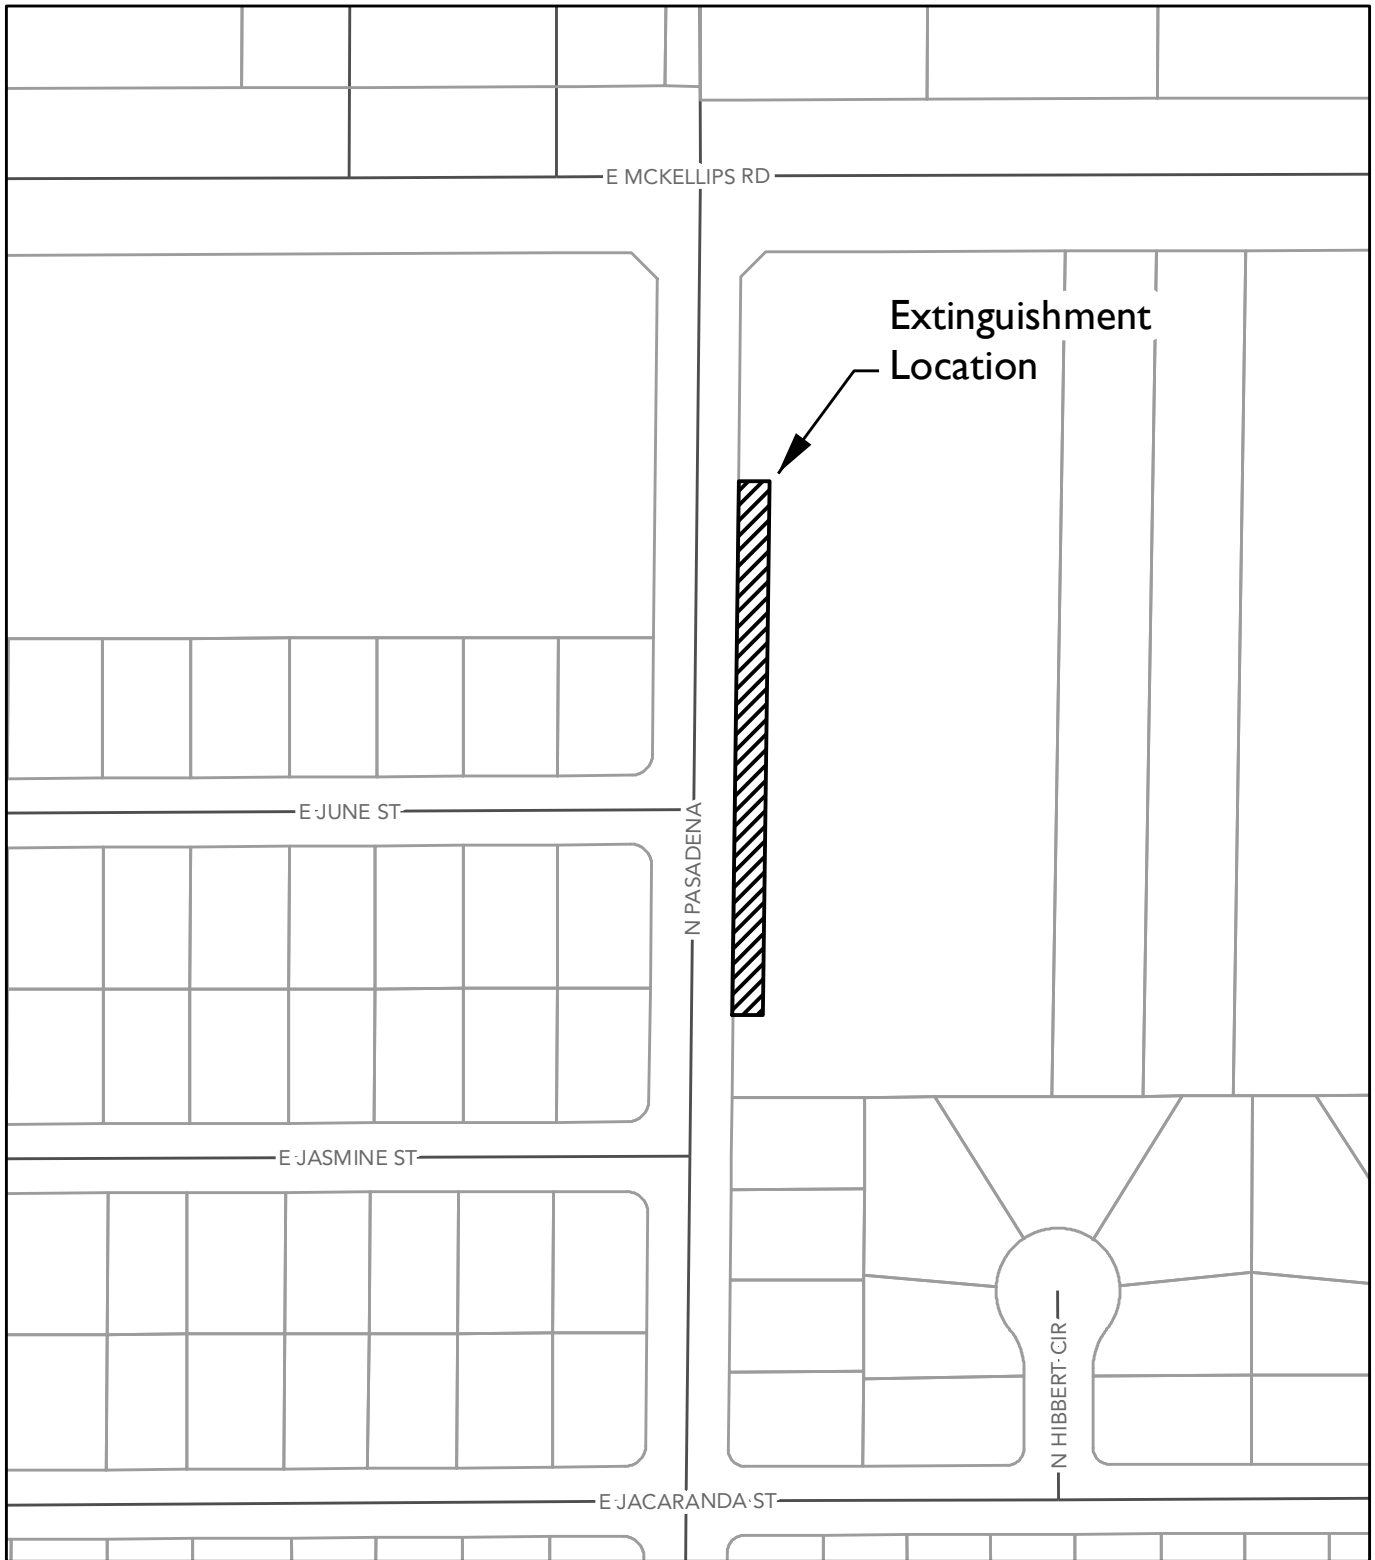 E MCKELLIPS RD
Extinguishment
Location
E JUNE ST
N PASADENA
E JASMINE ST
N HIBBERT CIR
E JACARANDA ST